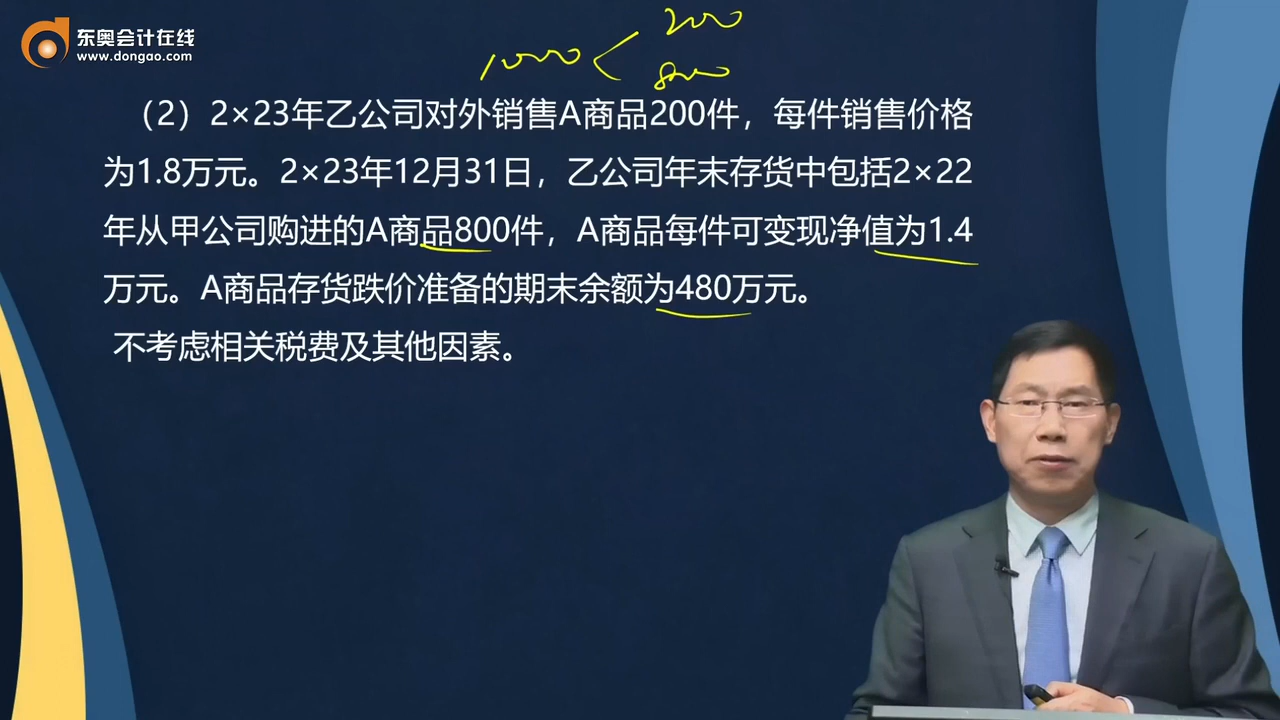 东奥会计在线
www.dongao.com
1000 < 200
800
（2）2×23年乙公司对外销售A商品200件，每件销售价格
为1.8万元。2×23年12月31日，乙公司年末存货中包括2×22
年从甲公司购进的A商品800件，A商品每件可变现净值为1.4
万元。A商品存货跌价准备的期末余额为480万元。
不考虑相关税费及其他因素。